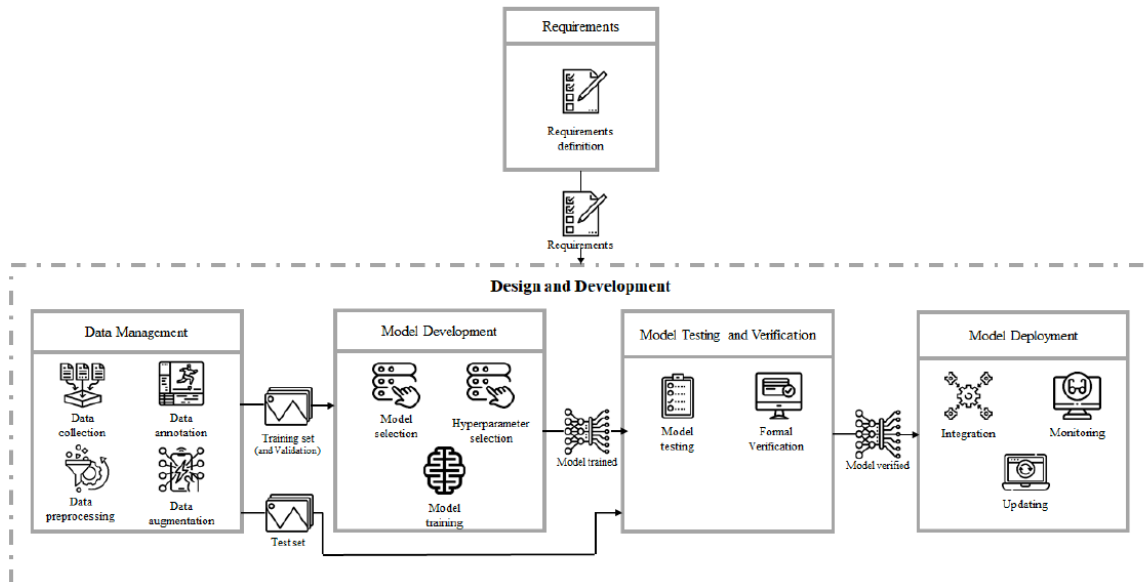 Requirements
Requirements
definition
Requirements
Design and Development
Data Management
Data
collection
Data
annotation
Data
preprocessing
Data
augmentation
Training set
(and Validation)
Test set
Model Development
Model
selection
Hyperparameter
selection
Model
training
Model trained
Model Testing and Verification
Model
testing
Formal
Verification
Model verified
Model Deployment
Integration
Monitoring
Updating